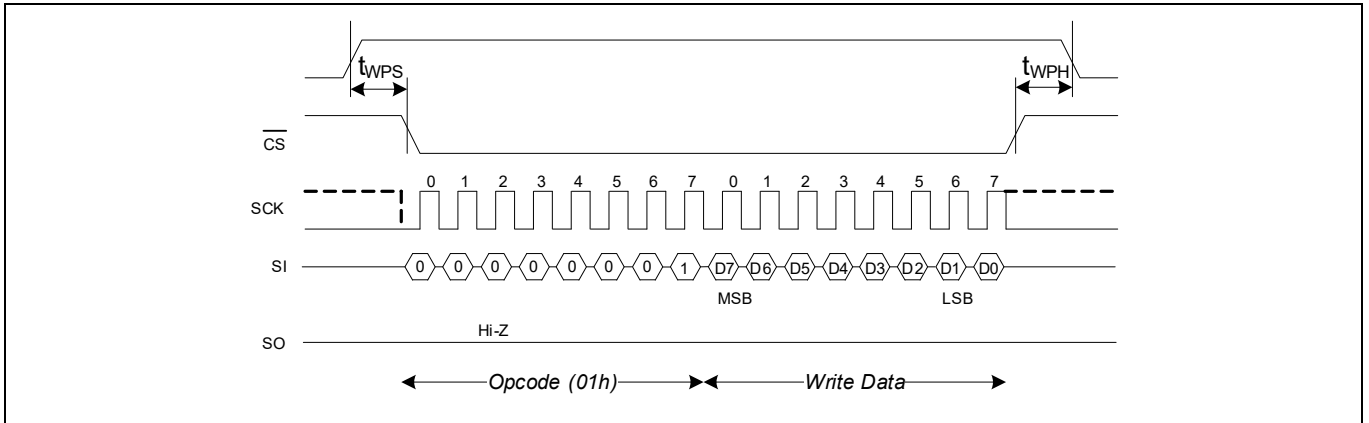 tWPS
tWPH
CS
0 1 2 3 4 5 6 7 0 1 2 3 4 5 6 7
SCK
SI 0 0 0 0 0 0 0 1 D7 D6 D5 D4 D3 D2 D1 D0
MSB LSB
Hi-Z
SO
Opcode (01h) Write Data